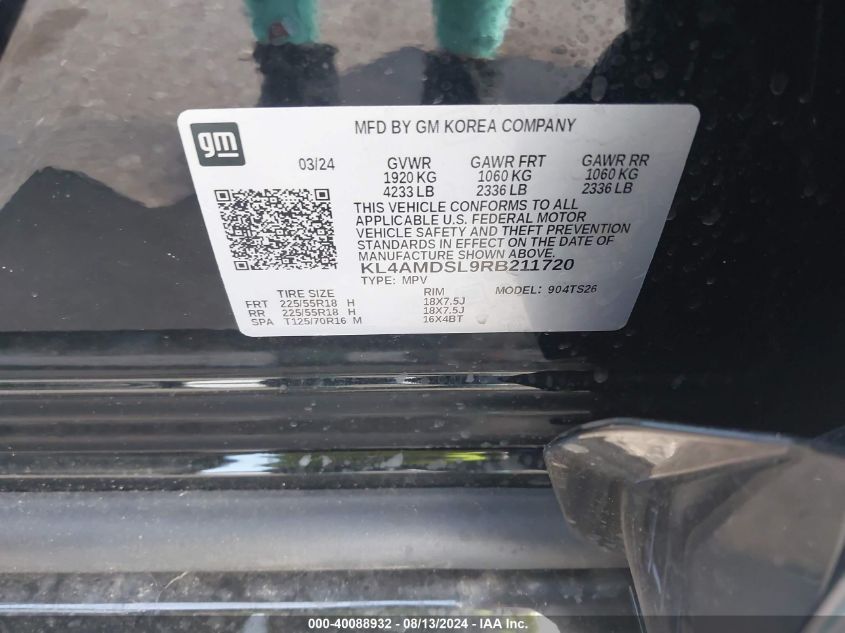 gm
MFD BY GM KOREA COMPANY
03/24 GVWR GAWR FRT GAWR RR
1920 KG 1060 KG 1060 KG
4233 LB 2336 LB 2336 LB
THIS VEHICLE CONFORMS TO ALL
APPLICABLE U.S. FEDERAL MOTOR
VEHICLE SAFETY AND THEFT PREVENTION
STANDARDS IN EFFECT ON THE DATE OF
MANUFACTURE SHOWN ABOVE.
KL4AMDSL9RB211720
TYPE: MPV MODEL: 904TS26
TIRE SIZE RIM
FRT 225/55R18 H 18X7.5J
RR 225/55R18 H 18X7.5J
SPA T125/70R16 M 16X4BT
000-40088932 - 08/13/2024 - IAA Inc.